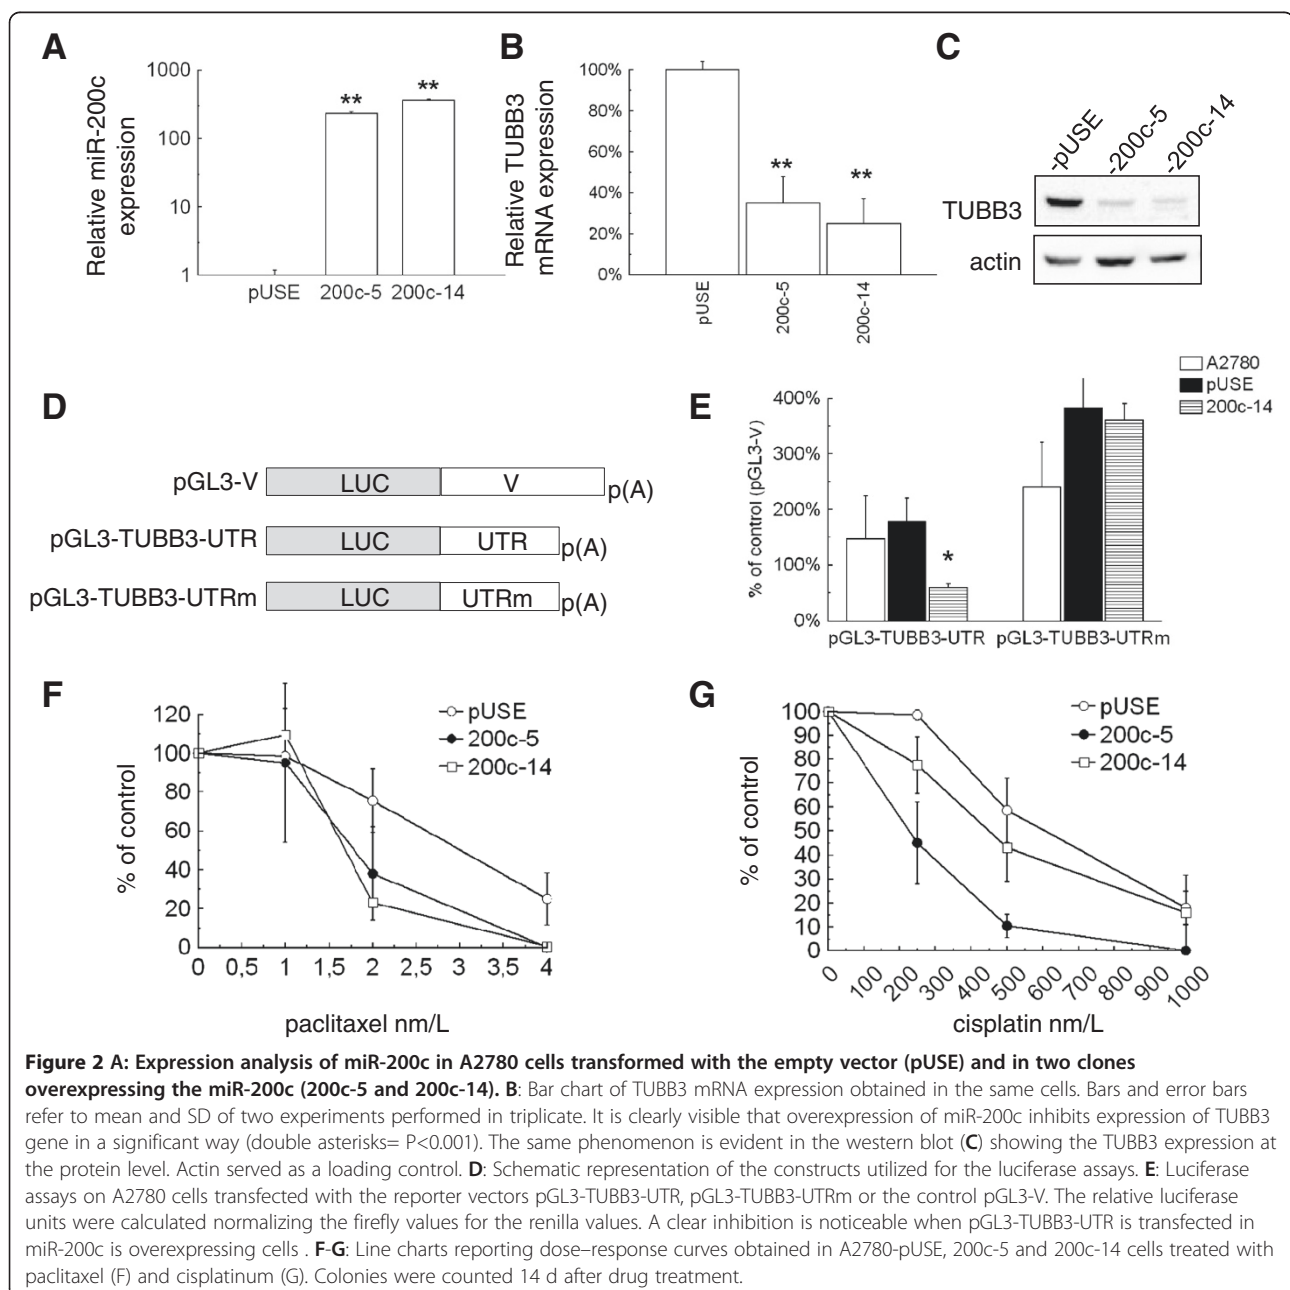 A
Relative miR-200c
expression
1000
100
10
1
**
**
pUSE 200c-5 200c-14
B
Relative TUBB3
mRNA expression
100%
80%
60%
40%
20%
0%
**
**
pUSE
200c-5
200c-14
C
-pUSE
-200c-5
-200c-14
TUBB3
actin
D
pGL3-V LUC V p(A)
pGL3-TUBB3-UTR LUC UTR p(A)
pGL3-TUBB3-UTRm LUC UTRm p(A)
E
A2780
pUSE
200c-14
% of control (pGL3-V)
400%
300%
200%
100%
0%
*
pGL3-TUBB3-UTR pGL3-TUBB3-UTRm
F
pUSE
200c-5
200c-14
% of control
120
100
80
60
40
20
0
0 0,5 1 1,5 2 2,5 3 3,5 4
paclitaxel nm/L
G
pUSE
200c-5
200c-14
% of control
100
90
80
70
60
50
40
30
20
10
0
0 100 200 300 400 500 600 700 800 900 1000
cisplatin nm/L
Figure 2 A: Expression analysis of miR-200c in A2780 cells transformed with the empty vector (pUSE) and in two clones
overexpressing the miR-200c (200c-5 and 200c-14). B: Bar chart of TUBB3 mRNA expression obtained in the same cells. Bars and error bars
refer to mean and SD of two experiments performed in triplicate. It is clearly visible that overexpression of miR-200c inhibits expression of TUBB3
gene in a significant way (double asterisks= P<0.001). The same phenomenon is evident in the western blot (C) showing the TUBB3 expression at
the protein level. Actin served as a loading control. D: Schematic representation of the constructs utilized for the luciferase assays. E: Luciferase
assays on A2780 cells transfected with the reporter vectors pGL3-TUBB3-UTR, pGL3-TUBB3-UTRm or the control pGL3-V. The relative luciferase
units were calculated normalizing the firefly values for the renilla values. A clear inhibition is noticeable when pGL3-TUBB3-UTR is transfected in
miR-200c is overexpressing cells . F-G: Line charts reporting dose–response curves obtained in A2780-pUSE, 200c-5 and 200c-14 cells treated with
paclitaxel (F) and cisplatinum (G). Colonies were counted 14 d after drug treatment.